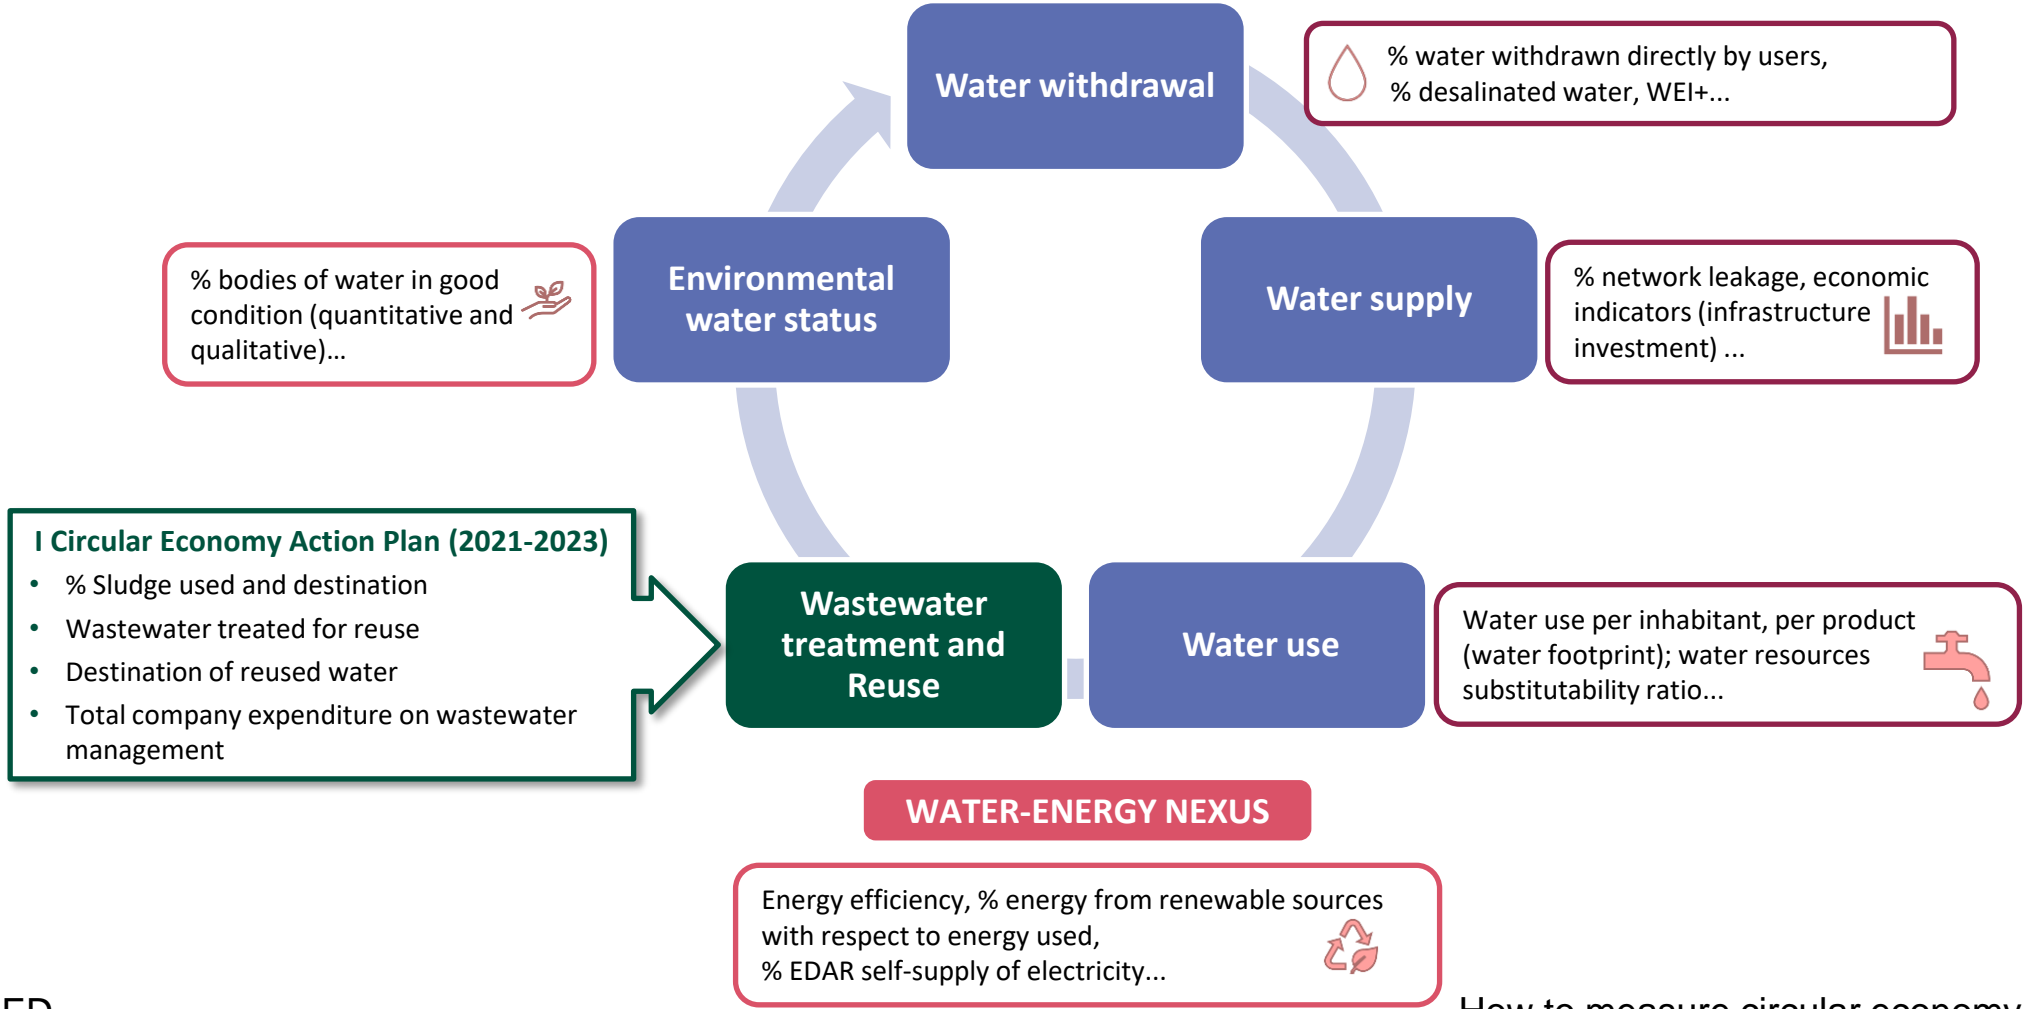 Water withdrawal
% water withdrawn directly by users,
% desalinated water, WEI+...
Environmental
water status
% bodies of water in good
condition (quantitative and
qualitative)...
Water supply
% network leakage, economic
indicators (infrastructure
investment) ...
I Circular Economy Action Plan (2021-2023)
• % Sludge used and destination
• Wastewater treated for reuse
• Destination of reused water
• Total company expenditure on wastewater
management
Wastewater
treatment and
Reuse
Water use
Water use per inhabitant, per product
(water footprint); water resources
substitutability ratio...
WATER-ENERGY NEXUS
Energy efficiency, % energy from renewable sources
with respect to energy used,
% EDAR self-supply of electricity...
How to measure circular economy